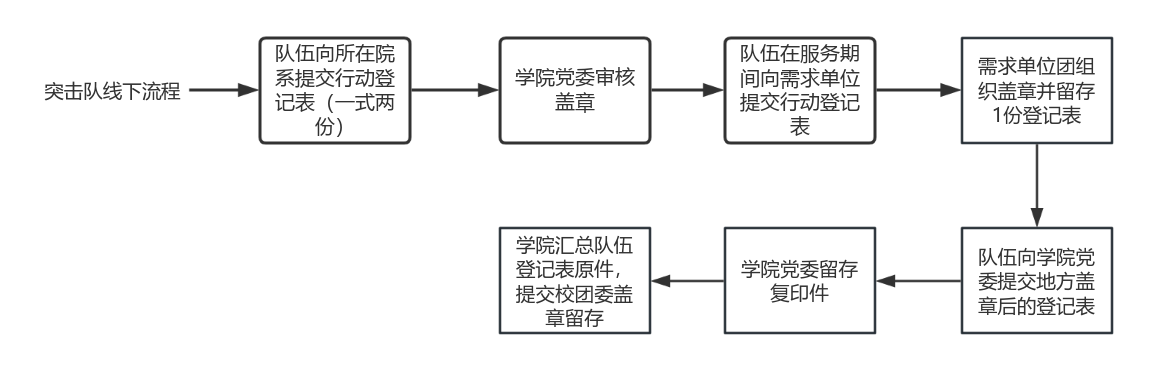 突击队线下流程
队伍向所在院
系提交行动登
记表（一式两
份）
学院党委审核
盖章
队伍在服务期
间向需求单位
提交行动登记
表
需求单位团组
织盖章并留存
1份登记表
队伍向学院党
委提交地方盖
章后的登记表
学院党委留存
复印件
学院汇总队伍
登记表原件，
提交校团委盖
章留存